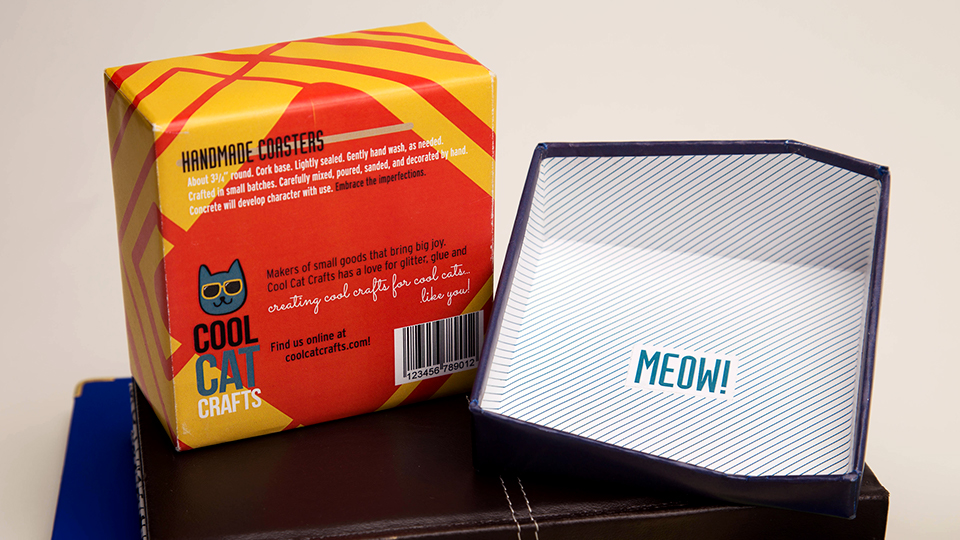 HANDMADE COASTERS
About 3¾" round. Cork base. Lightly sealed. Gently hand wash, as needed.
Crafted in small batches. Carefully mixed, poured, sanded, and decorated by hand.
Concrete will develop character with use. Embrace the imperfections.
Makers of small goods that bring big joy.
Cool Cat Crafts has a love for glitter, glue and
creating cool crafts for cool cats...
like you!
COOL
CAT
CRAFTS
Find us online at
coolcatcrafts.com!
123456 789012
MEOW!